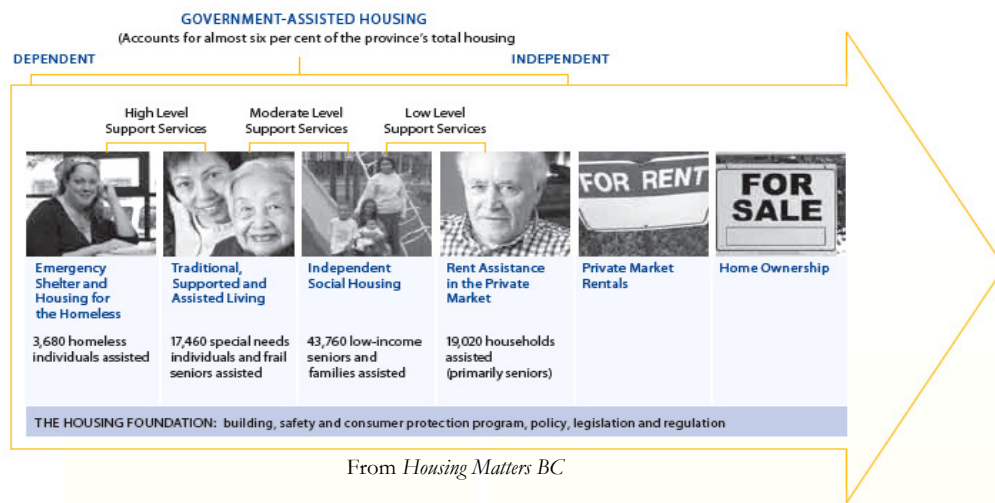 GOVERNMENT-ASSISTED HOUSING
(Accounts for almost six per cent of the province's total housing
DEPENDENT
INDEPENDENT
High Level
Support Services
Moderate Level
Support Services
Low Level
Support Services
FOR RENT
FOR
SALE
Emergency
Shelter and
Housing for
the Homeless
3,680 homeless
individuals assisted
Traditional,
Supported and
Assisted Living
17,460 special needs
individuals and frail
seniors assisted
Independent
Social Housing
43,760 low-income
seniors and
families assisted
Rent Assistance
in the Private
Market
19,020 households
assisted
(primarily seniors)
Private Market
Rentals
Home Ownership
THE HOUSING FOUNDATION: building, safety and consumer protection program, policy, legislation and regulation
From Housing Matters BC